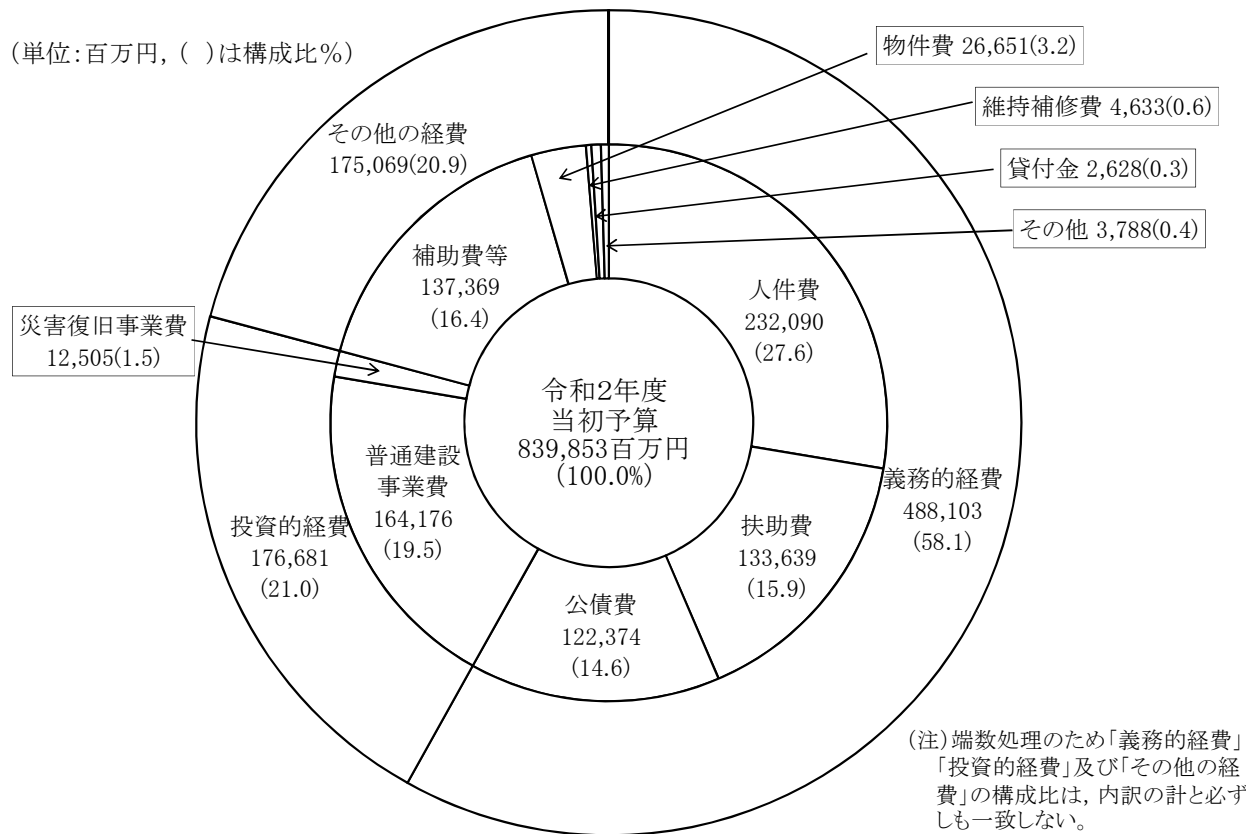 (単位：百万円，( )は構成比%)
物件費 26,651(3.2)
維持補修費 4,633(0.6)
貸付金 2,628(0.3)
その他 3,788(0.4)
その他の経費
175,069(20.9)
補助費等
137,369
(16.4)
人件費
232,090
(27.6)
災害復旧事業費
12,505(1.5)
令和2年度
当初予算
839,853百万円
(100.0%)
普通建設
事業費
164,176
(19.5)
投資的経費
176,681
(21.0)
義務的経費
488,103
(58.1)
扶助費
133,639
(15.9)
公債費
122,374
(14.6)
(注)端数処理のため「義務的経費」
「投資的経費」及び「その他の経
費」の構成比は，内訳の計と必ず
しも一致しない。